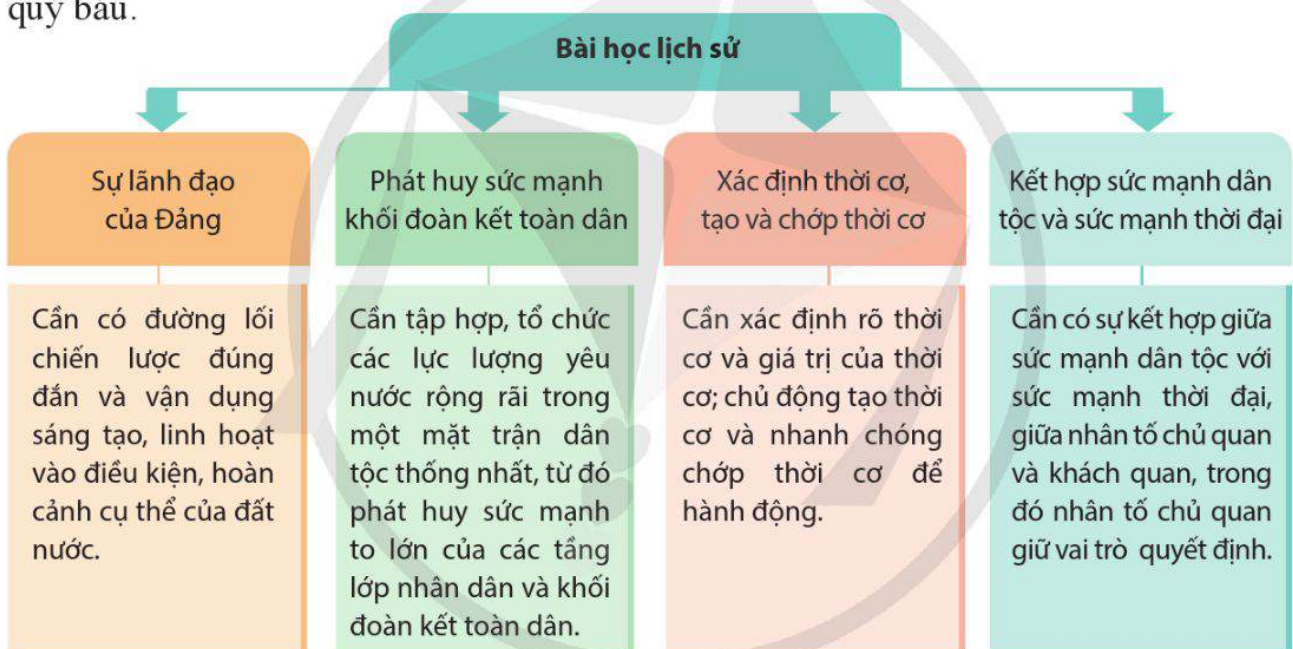 quý báu.
Bài học lịch sử
Sự lãnh đạo
của Đảng
Cần có đường lối
chiến lược đúng
đắn và vận dụng
sáng tạo, linh hoạt
vào điều kiện, hoàn
cảnh cụ thể của đất
nước.
Phát huy sức mạnh
khối đoàn kết toàn dân
Cần tập hợp, tổ chức
các lực lượng yêu
nước rộng rãi trong
một mặt trận dân
tộc thống nhất, từ đó
phát huy sức mạnh
to lớn của các tầng
lớp nhân dân và khối
đoàn kết toàn dân.
Xác định thời cơ,
tạo và chớp thời cơ
Cần xác định rõ thời
cơ và giá trị của thời
cơ; chủ động tạo thời
cơ và nhanh chóng
chớp thời cơ để
hành động.
Kết hợp sức mạnh dân
tộc và sức mạnh thời đại
Cần có sự kết hợp giữa
sức mạnh dân tộc với
sức mạnh thời đại,
giữa nhân tố chủ quan
và khách quan, trong
đó nhân tố chủ quan
giữ vai trò quyết định.